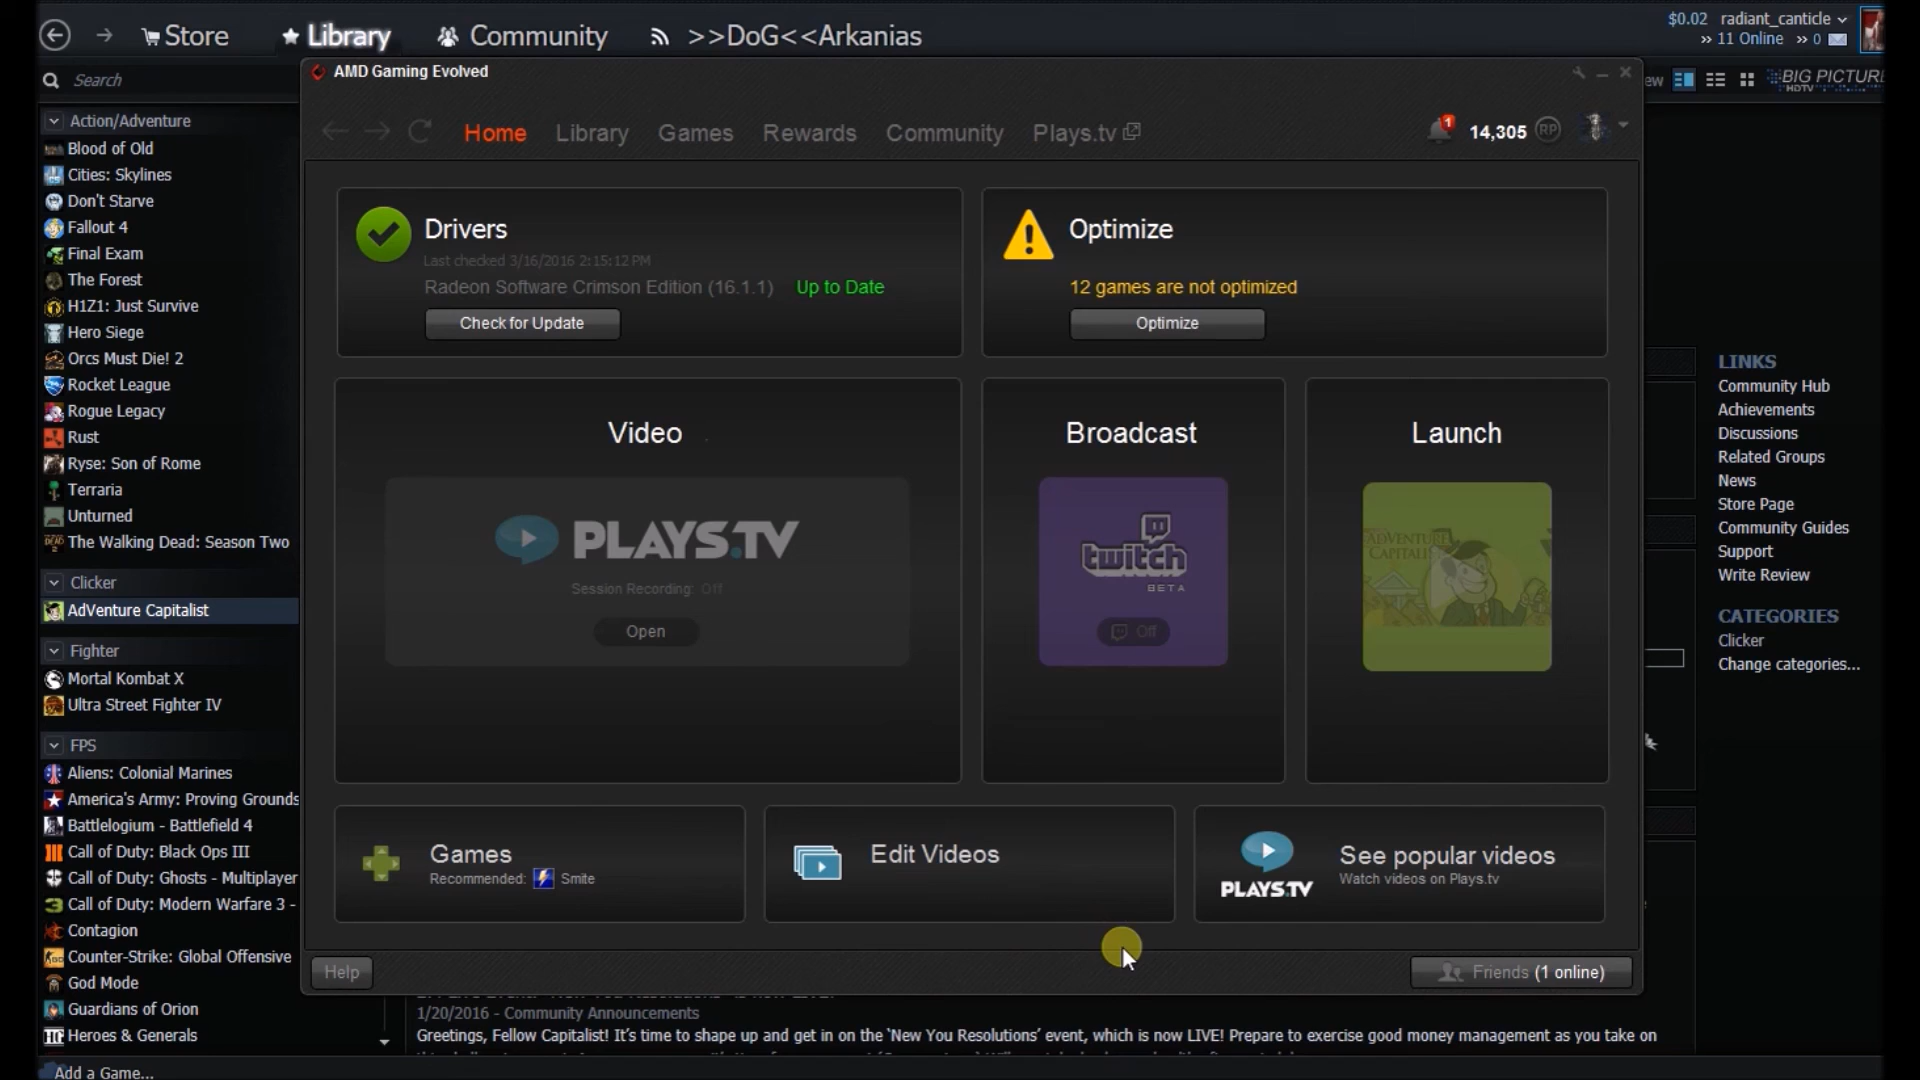 Store
Library
Community
>>DoG<<Arkanias
$0.02 radiant_canticle
11 Online
0
Search
ew
BIG PICTURE
HDTV
AMD Gaming Evolved
Home
Library
Games
Rewards
Community
Plays.tv
1
14,305
RP
Action/Adventure
Blood of Old
Cities: Skylines
Don't Starve
Fallout 4
Final Exam
The Forest
H1Z1: Just Survive
Hero Siege
Orcs Must Die! 2
Rocket League
Rogue Legacy
Rust
Ryse: Son of Rome
Terraria
Unturned
The Walking Dead: Season Two
Clicker
AdVenture Capitalist
Fighter
Mortal Kombat X
Ultra Street Fighter IV
FPS
Aliens: Colonial Marines
America's Army: Proving Grounds
Battlelogium - Battlefield 4
Call of Duty: Black Ops III
Call of Duty: Ghosts - Multiplayer
Call of Duty: Modern Warfare 3 -
Contagion
Counter-Strike: Global Offensive
God Mode
Guardians of Orion
Heroes & Generals
Add a Game...
Drivers
Last checked 3/16/2016 2:15:12 PM
Radeon Software Crimson Edition (16.1.1) Up to Date
Check for Update
Optimize
12 games are not optimized
Optimize
Video
PLAYS.TV
Session Recording: Off
Open
Broadcast
twitch
BETA
Off
Launch
ADVENTURE
CAPITALIST
Games
Recommended: Smite
Edit Videos
PLAYS.TV
See popular videos
Watch videos on Plays.tv
Help
Friends (1 online)
LINKS
Community Hub
Achievements
Discussions
Related Groups
News
Store Page
Community Guides
Support
Write Review
CATEGORIES
Clicker
Change categories...
1/20/2016 - Community Announcements
Greetings, Fellow Capitalist! It's time to shape up and get in on the 'New You Resolutions' event, which is now LIVE! Prepare to exercise good money management as you take on